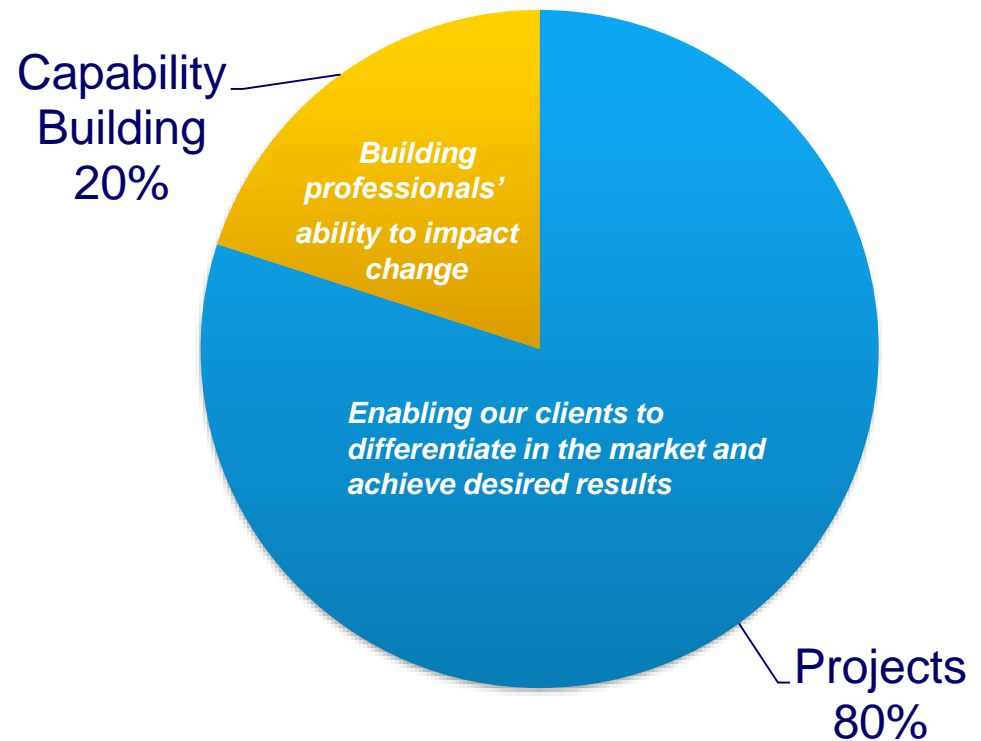 Capability
Building
20%
Building
professionals’
ability to impact
change
Enabling our clients to
differentiate in the market and
achieve desired results
Projects
80%